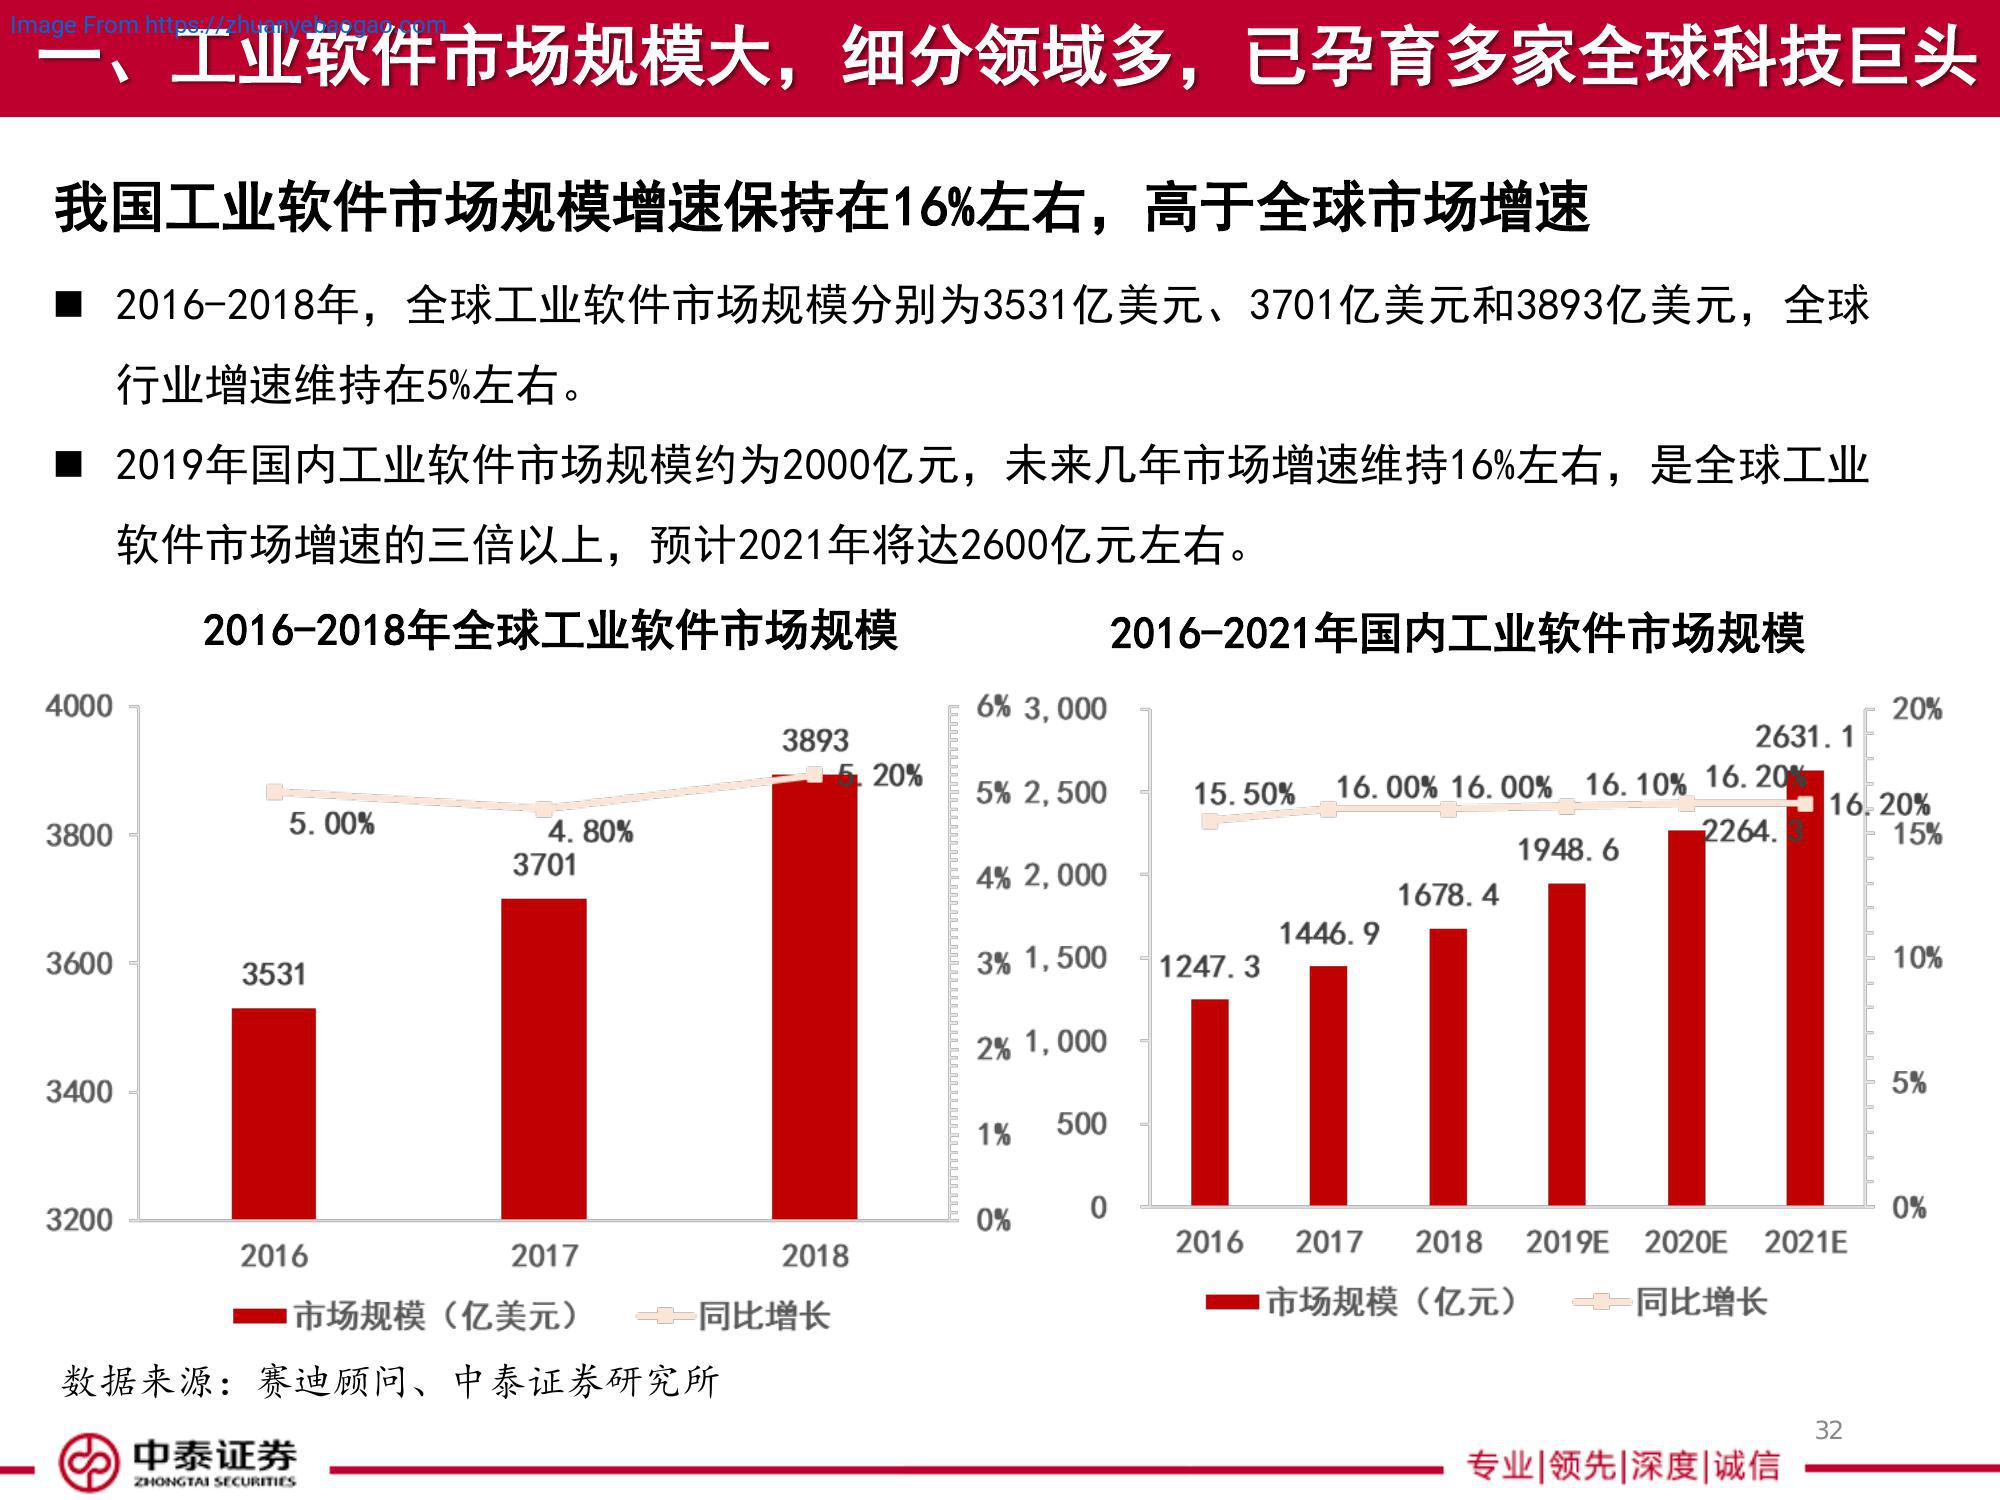 Image From https://zhuanyebaogao.com
一、工业软件市场规模大，细分领域多，已孕育多家全球科技巨头
我国工业软件市场规模增速保持在16%左右，高于全球市场增速
■ 2016-2018年，全球工业软件市场规模分别为3531亿美元、3701亿美元和3893亿美元，全球
行业增速维持在5%左右。
■ 2019年国内工业软件市场规模约为2000亿元，未来几年市场增速维持16%左右，是全球工业
软件市场增速的三倍以上，预计2021年将达2600亿元左右。
2016-2018年全球工业软件市场规模
4000
3800
3600
3400
3200
6%
5%
4%
3%
2%
1%
0%
3893
5.20%
5.00%
4.80%
3701
3531
2016 2017 2018
市场规模（亿美元） 同比增长
2016-2021年国内工业软件市场规模
3,000
2,500
2,000
1,500
1,000
500
0
20%
15%
10%
5%
0%
2631.1
15.50% 16.00% 16.00% 16.10% 16.20% 16.20%
2264.3
1948.6
1678.4
1446.9
1247.3
2016 2017 2018 2019E 2020E 2021E
市场规模（亿元） 同比增长
数据来源：赛迪顾问、中泰证券研究所
32
中泰证券
ZHONGTAI SECURITIES
专业|领先|深度|诚信